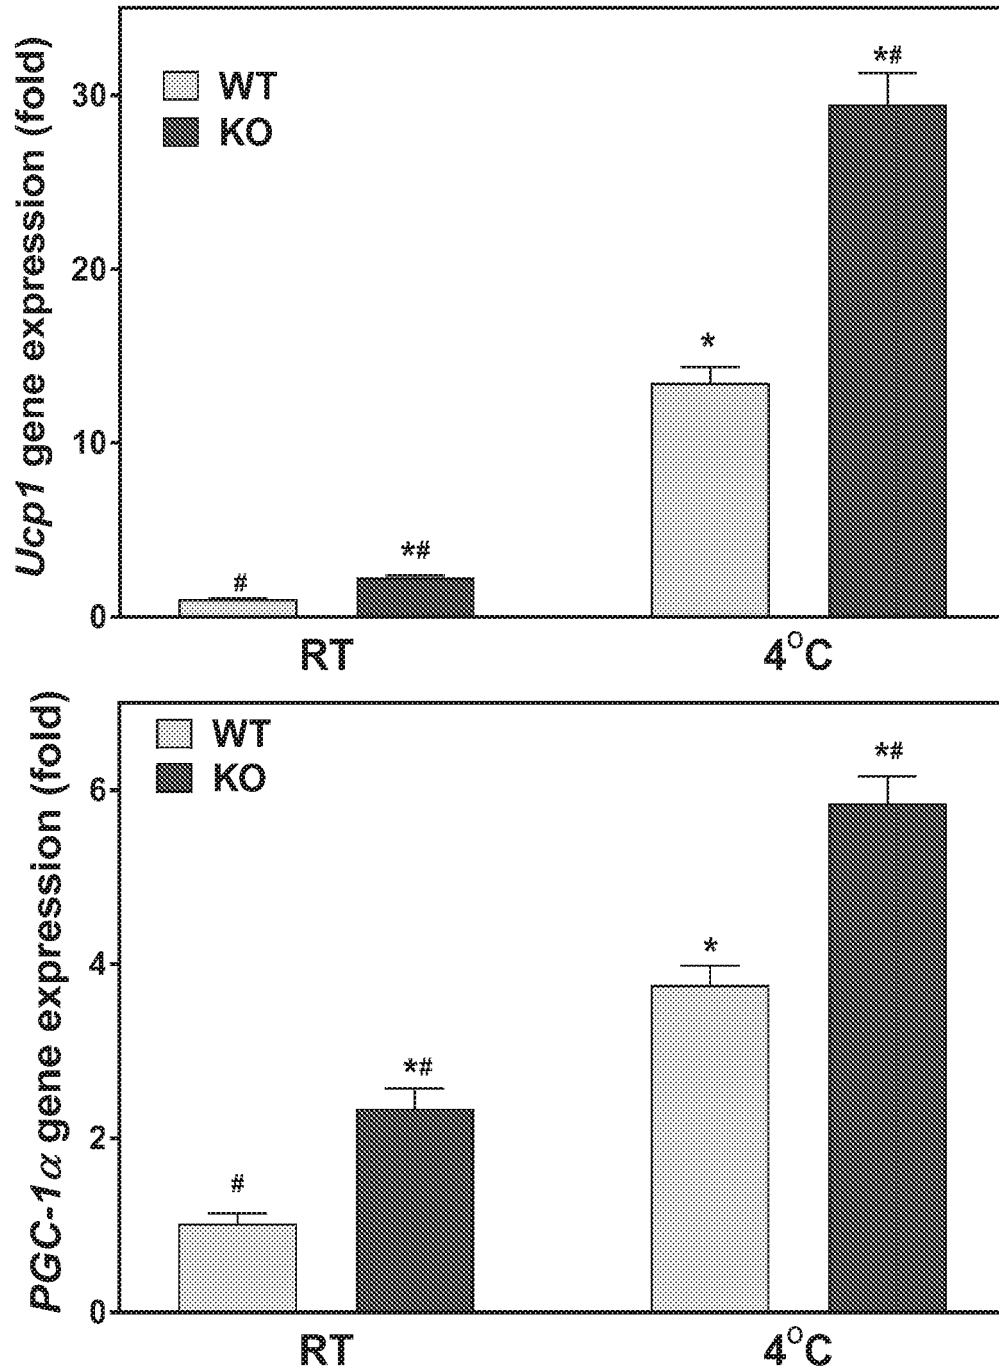 Ucp1 gene expression (fold)
30
20
10
0
WT
KO
#
*#
*
*#
RT
4°C
PGC-1α gene expression (fold)
6
4
2
0
WT
KO
#
*#
*
*#
RT
4°C